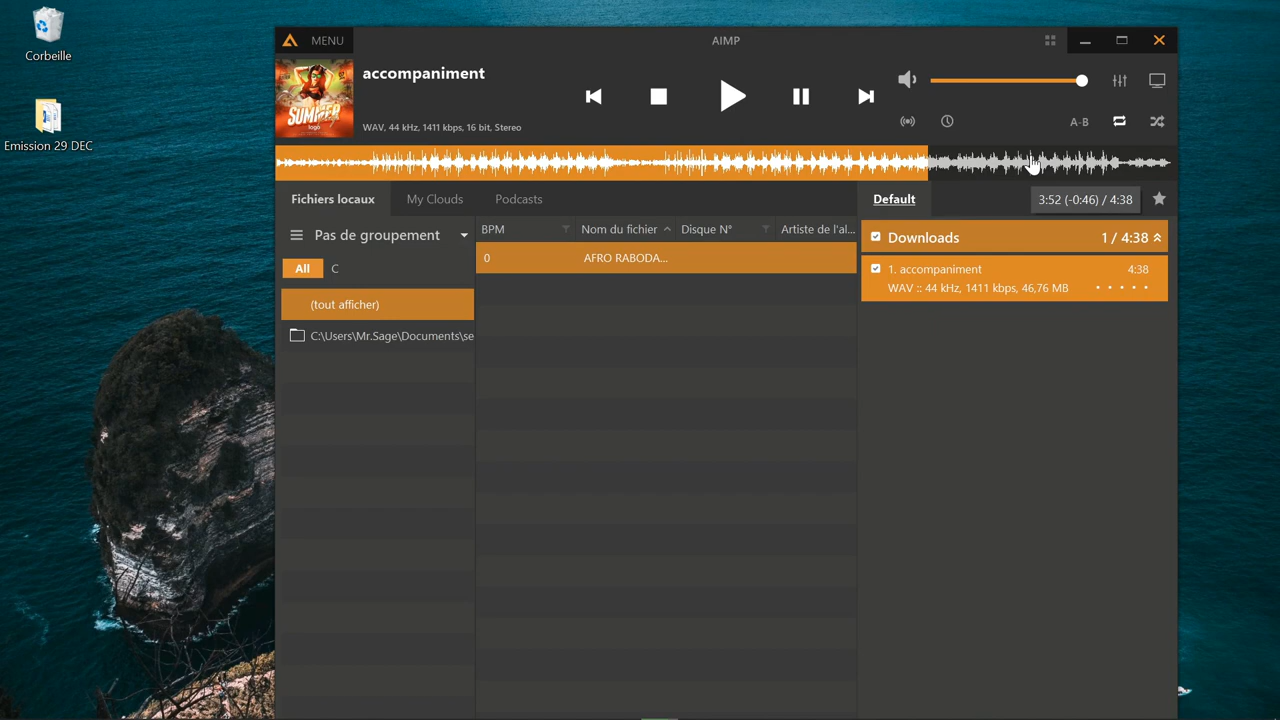 Corbeille
Emission 29 DEC
MENU
AIMP
accompaniment
SUMMER
logo
WAV, 44 kHz, 1411 kbps, 16 bit, Stereo
A-B
Fichiers locaux
My Clouds
Podcasts
Default
3:52 (-0:46) / 4:38
Pas de groupement
BPM
Nom du fichier
Disque N°
Artiste de l'al...
Downloads
1 / 4:38
All
C
0
AFRO RABODA...
1. accompaniment
4:38
WAV :: 44 kHz, 1411 kbps, 46,76 MB
(tout afficher)
C:\Users\Mr.Sage\Documents\se